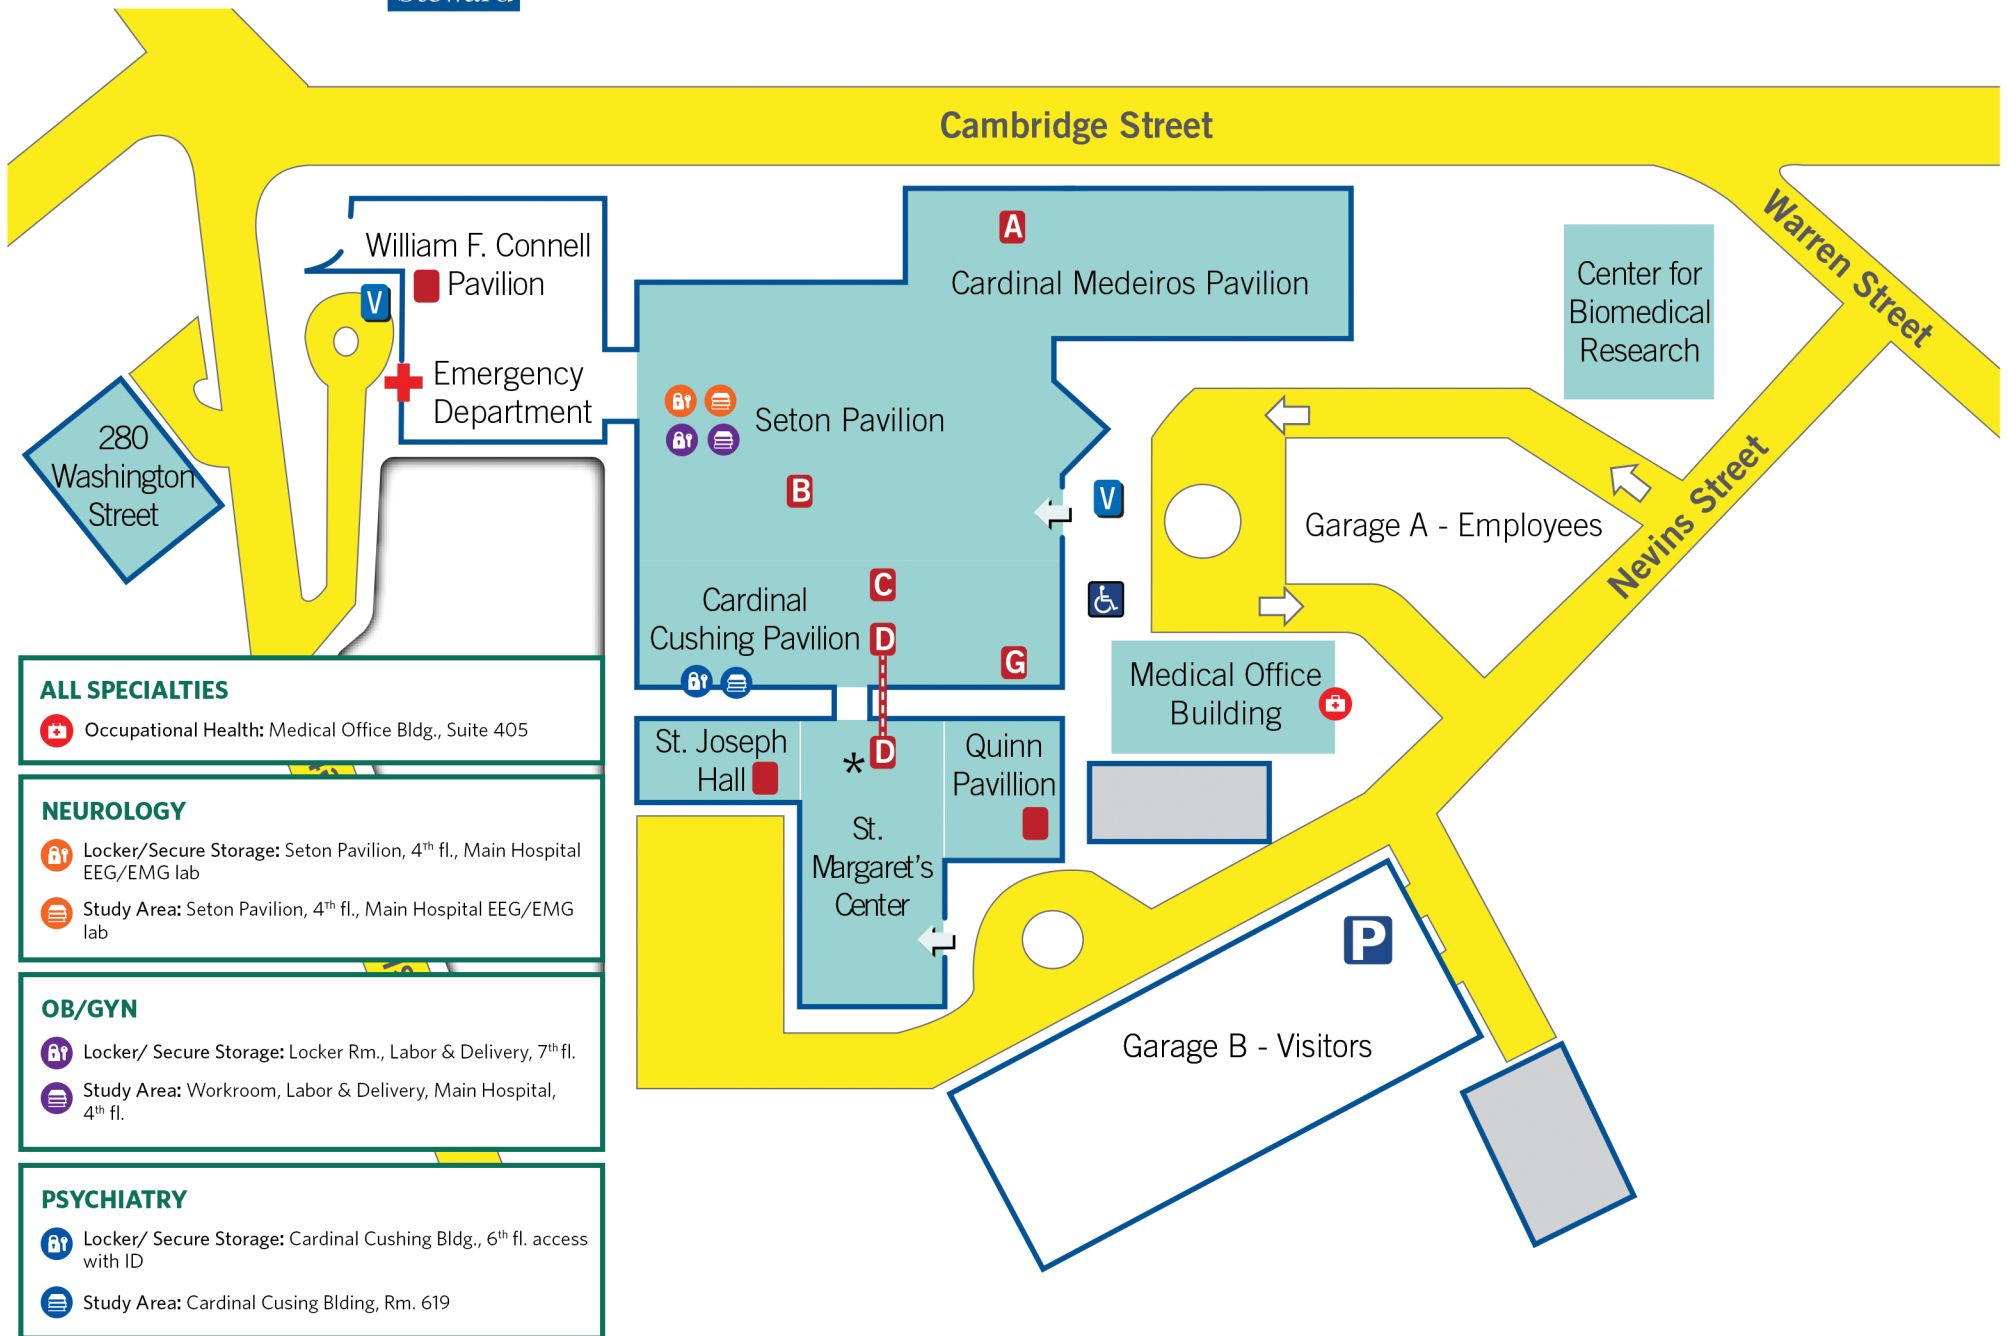 Cambridge Street
Warren Street
Nevins Street
William F. Connell
Pavilion
V
Emergency
Department
280
Washington
Street
A
Cardinal Medeiros Pavilion
Center for
Biomedical
Research
Seton Pavilion
B
V
Garage A - Employees
C
Cardinal
Cushing Pavilion
D
G
Medical Office
Building
St. Joseph
Hall
D
*
Quinn
Pavillion
St.
Margaret's
Center
P
Garage B - Visitors
ALL SPECIALTIES
Occupational Health: Medical Office Bldg., Suite 405
NEUROLOGY
Locker/Secure Storage: Seton Pavilion, 4Th fl., Main Hospital
EEG/EMG lab
Study Area: Seton Pavilion, 4Th fl., Main Hospital EEG/EMG
lab
OB/GYN
Locker/ Secure Storage: Locker Rm., Labor & Delivery, 7th fl.
Study Area: Workroom, Labor & Delivery, Main Hospital,
4th fl.
PSYCHIATRY
Locker/ Secure Storage: Cardinal Cushing Bldg., 6th fl. access
with ID
Study Area: Cardinal Cusing Blding, Rm. 619